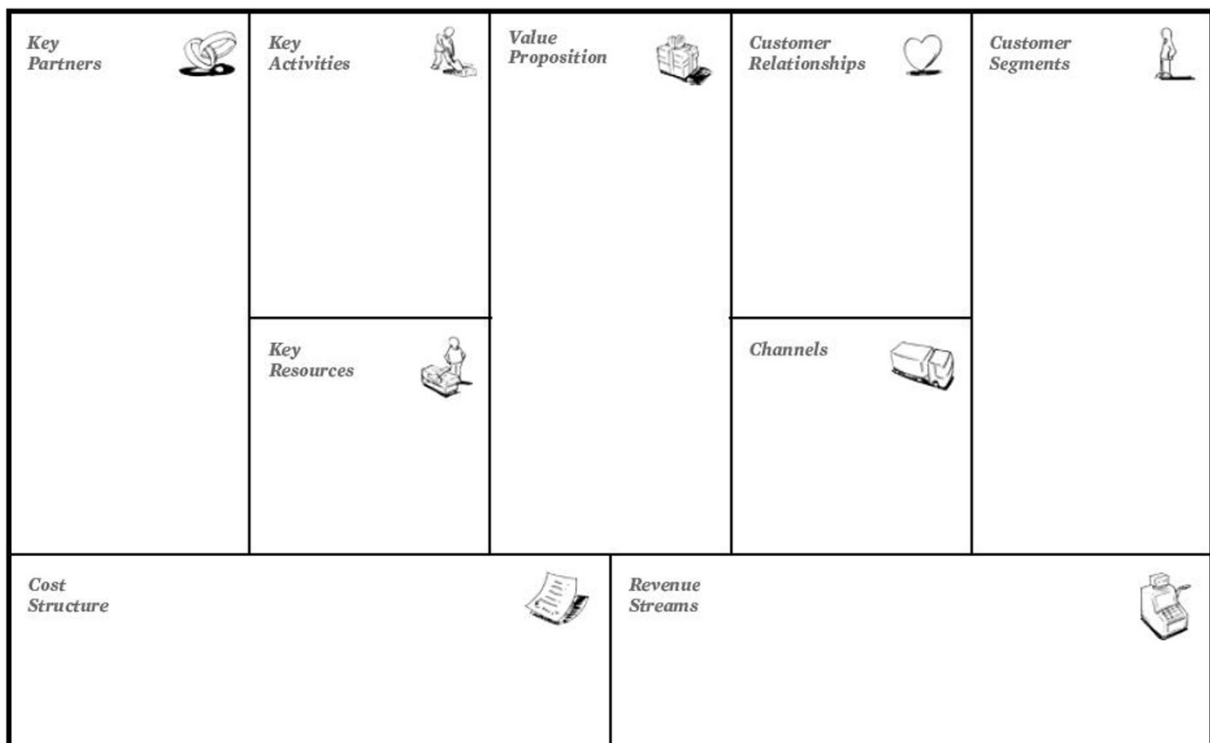 Key
Partners
Key
Activities
Value
Proposition
Customer
Relationships
Customer
Segments
Key
Resources
Channels
Cost
Structure
Revenue
Streams